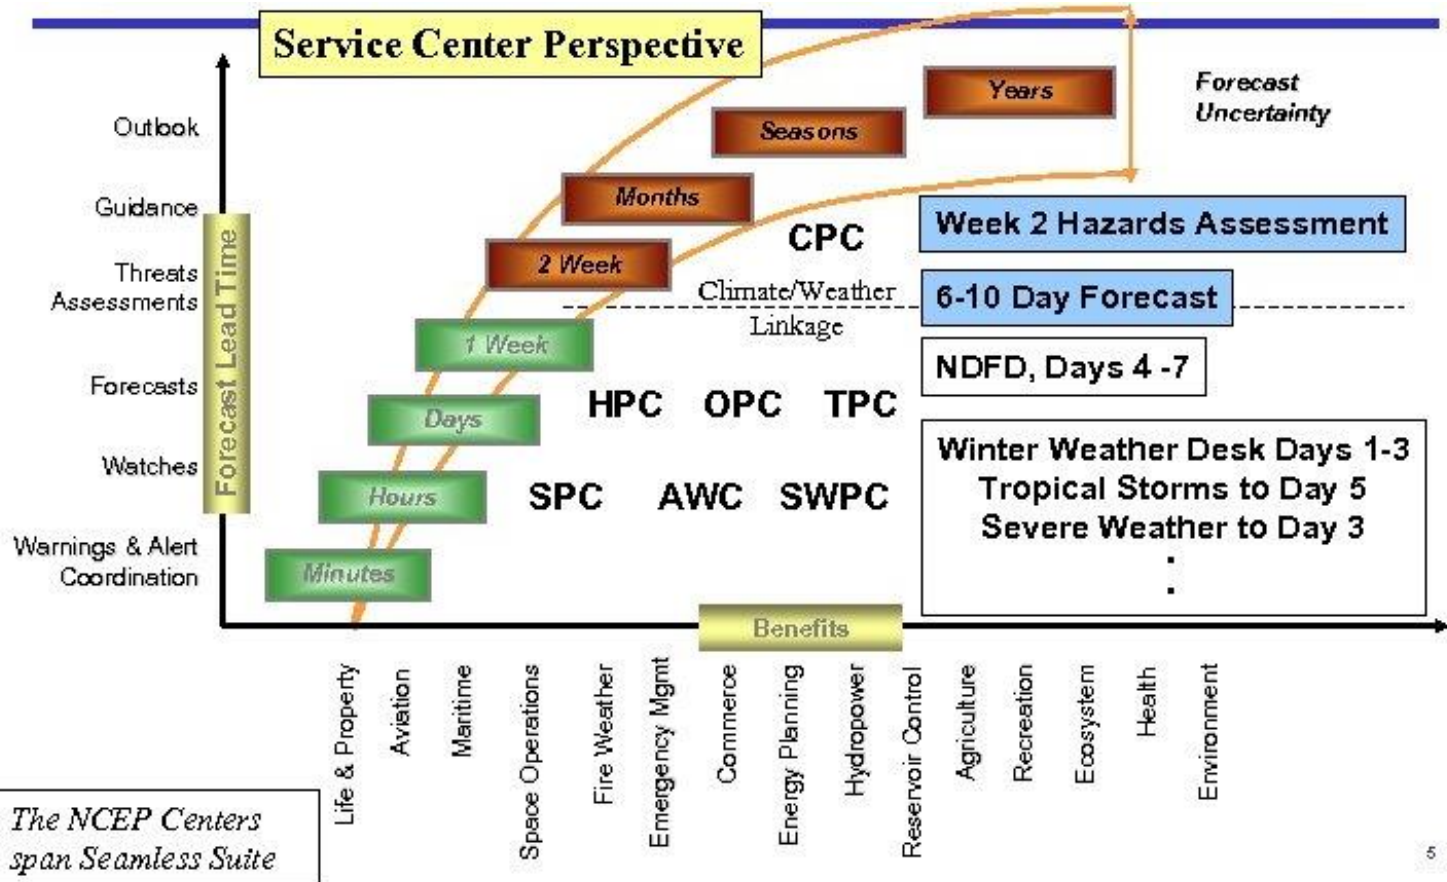 Service Center Perspective
Forecast
Uncertainty
Years
Seasons
Months
2 Week
1 Week
Days
Hours
Minutes
Outlook
Guidance
Threats
Assessments
Forecasts
Watches
Warnings & Alert
Coordination
Forecast Lead Time
CPC
Climate/Weather
Linkage
HPC OPC TPC
SPC AWC SWPC
Week 2 Hazards Assessment
6-10 Day Forecast
NDFD, Days 4 -7
Winter Weather Desk Days 1-3
Tropical Storms to Day 5
Severe Weather to Day 3
.
.
Benefits
Life & Property
Aviation
Maritime
Space Operations
Fire Weather
Emergency Mgmt
Commerce
Energy Planning
Hydropower
Reservoir Control
Agriculture
Recreation
Ecosystem
Health
Environment
The NCEP Centers
span Seamless Suite
5